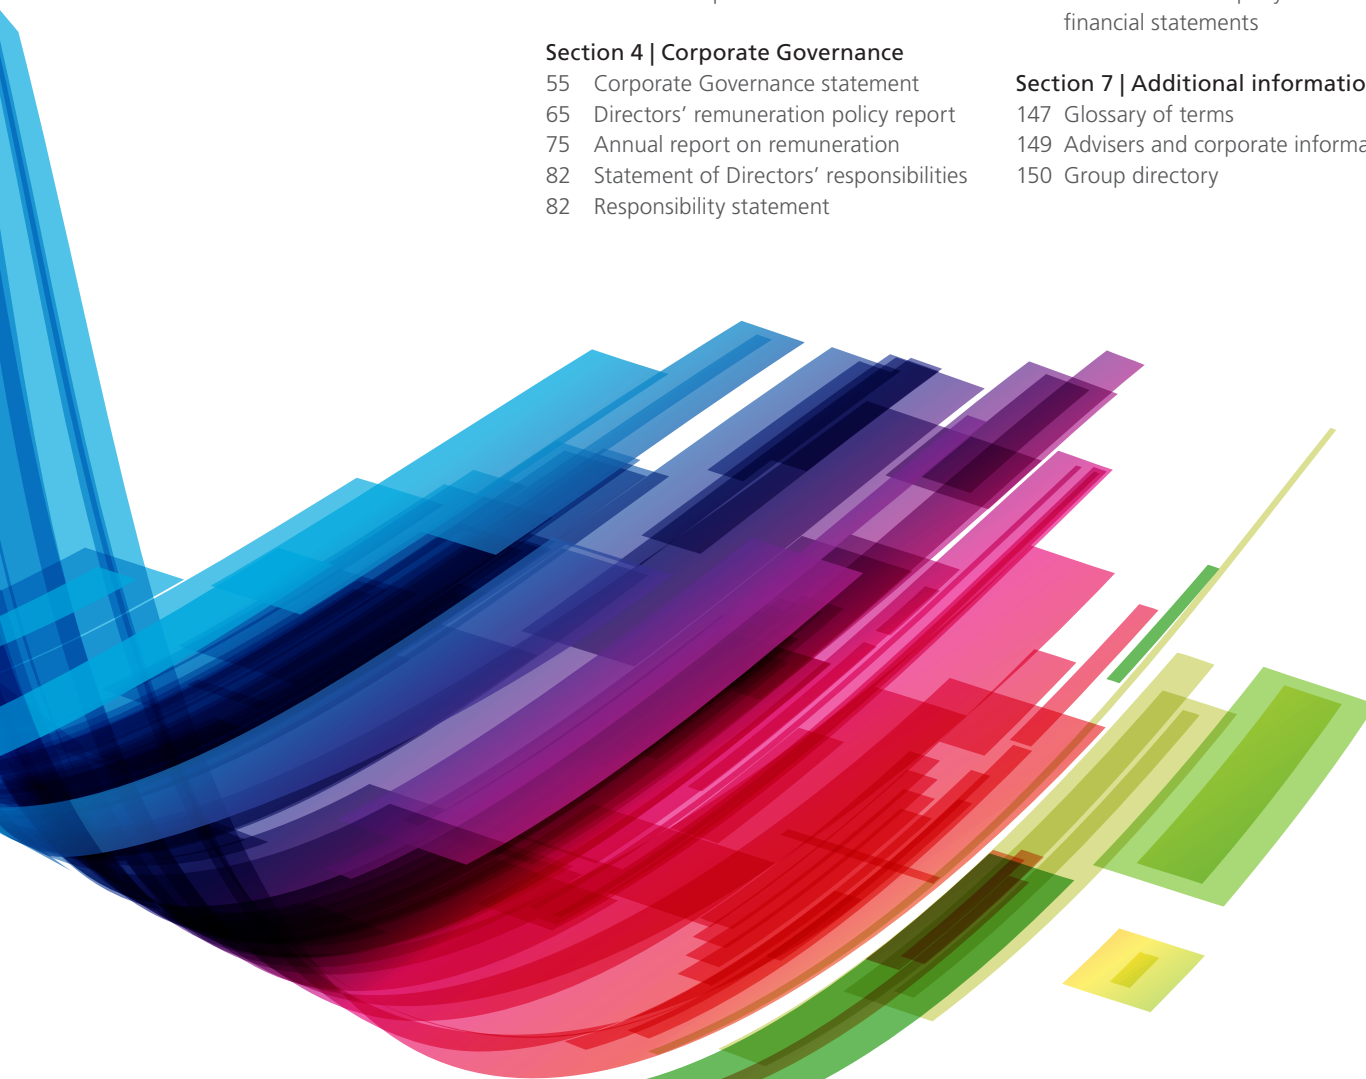 financial statements
Section 4 | Corporate Governance
55 Corporate Governance statement
65 Directors’ remuneration policy report
75 Annual report on remuneration
82 Statement of Directors’ responsibilities
82 Responsibility statement
Section 7 | Additional
147 Glossary of terms
149 Advisers and corporate
150 Group directory